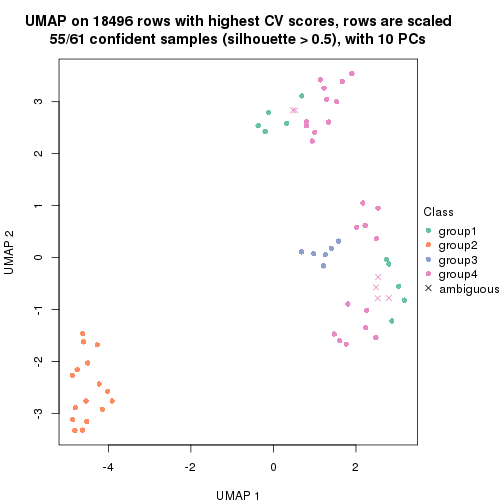 UMAP on 18496 rows with highest CV scores, rows are scaled
55/61 confident samples (silhouette > 0.5), with 10 PCs
3
2
1
0
-1
-2
-3
UMAP 2
-4
-2
0
2
UMAP 1
Class
group1
group2
group3
group4
ambiguous